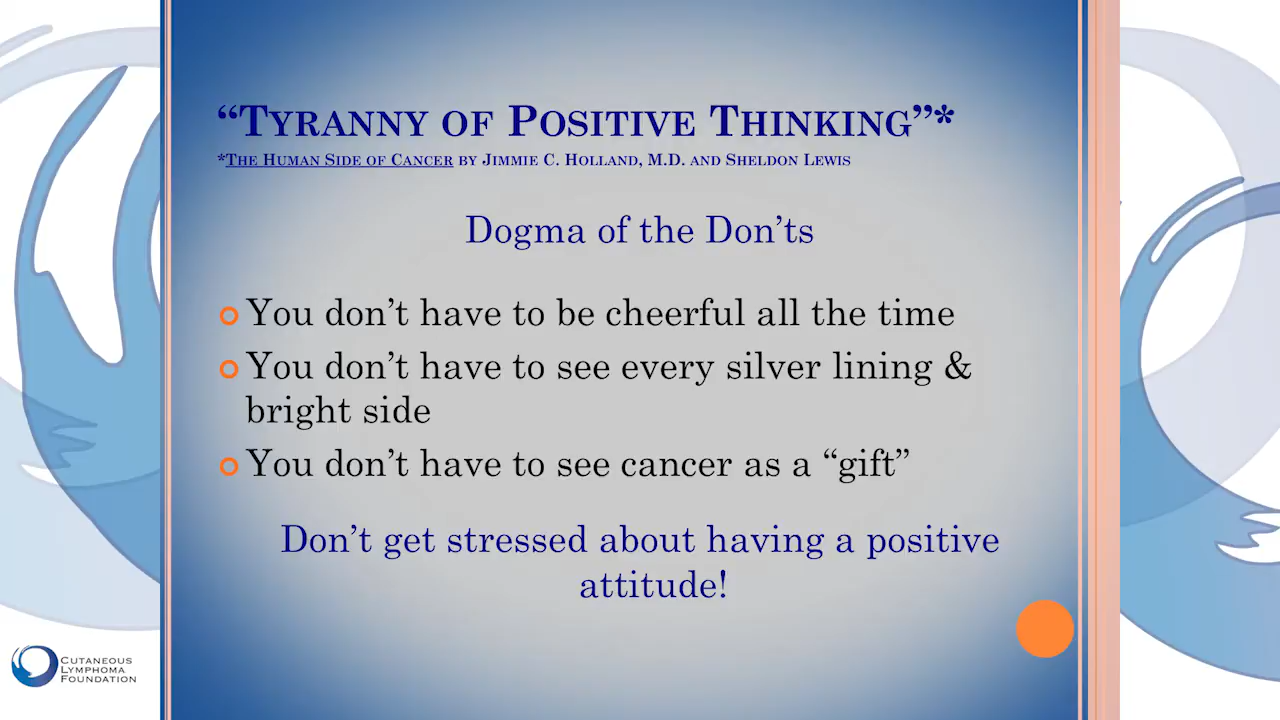 “Tyranny of Positive Thinking”*
*The Human Side of Cancer by Jimmie C. Holland, M.D. and Sheldon Lewis
Dogma of the Don’ts
You don’t have to be cheerful all the time
You don’t have to see every silver lining &
bright side
You don’t have to see cancer as a “gift”
Don’t get stressed about having a positive
attitude!
Cutaneous
Lymphoma
Foundation